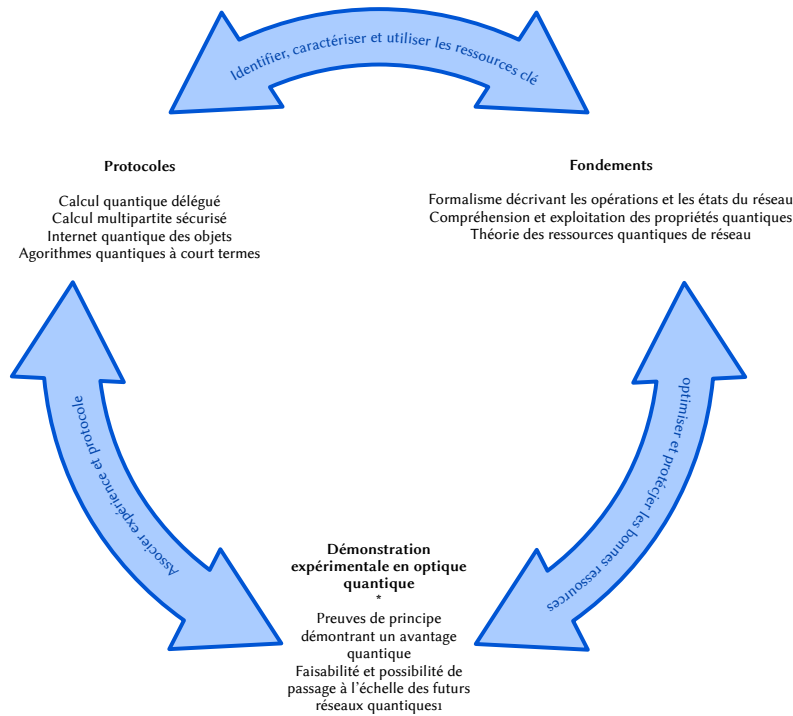 Identifier, caractériser et utiliser les ressources clé
Protocoles
Calcul quantique délégué
Calcul multipartite sécurisé
Internet quantique des objets
Agorithmes quantiques à court termes
Fondements
Formalisme décrivant les opérations et les états du réseau
Compréhension et exploitation des propriétés quantiques
Théorie des ressources quantiques de réseau
Associer expérience et protocole
optimiser et protécjer les bonnes ressources
Démonstration
expérimentale en optique
quantique
*
Preuves de principe
démontrant un avantage
quantique
Faisabilité et possibilité de
passage à l'échelle des futurs
réseaux quantiques1